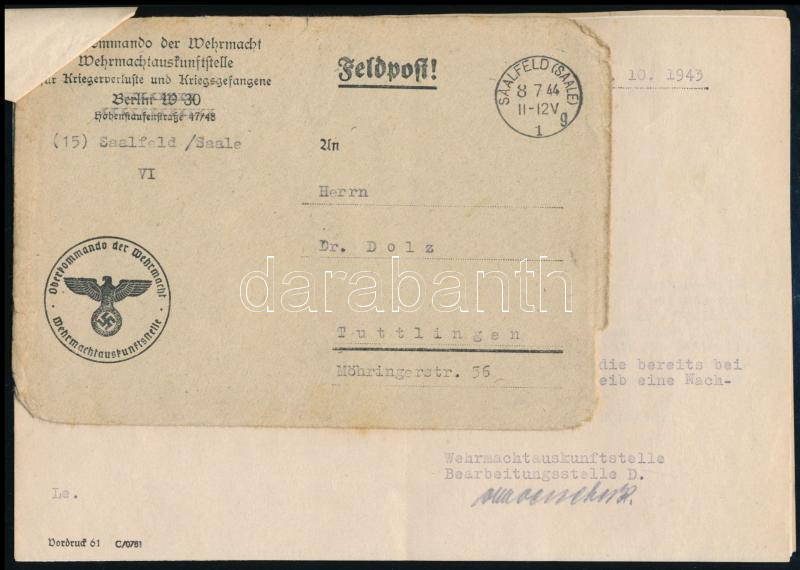 ommando der Wehrmacht
Wehrmachtauskunftstelle
ür Kriegerverluste und Kriegsgefangene
Berlin W 30
Hohenstaufenstraße 47/48
(15) Saalfeld /Saale
VI
Feldpost!
SAALFELD (SAALE)
8 7 44
11-12V
1 g
. 10. 1943
An
Herrn
Dr. Dolz
Tuttlingen
Möhringerstr. 56
Oberkommando der Wehrmacht
Wehrmachtauskunftstelle
darabanth
die bereits bei
eib eine Nach-
Wehrmachtauskunftstelle
Bearbeitungsstelle D.
Le.
Vordruck 61 C/0781